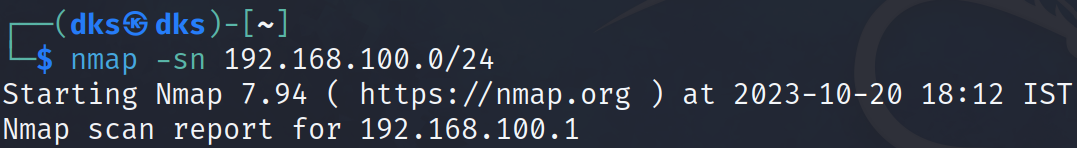 ┌──(dks㉿dks)-[~]
└─$ nmap -sn 192.168.100.0/24
Starting Nmap 7.94 ( https://nmap.org ) at 2023-10-20 18:12 IST
Nmap scan report for 192.168.100.1